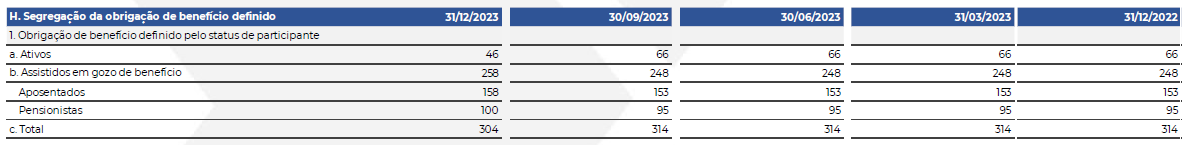 H. Segregação da obrigação de benefício definido 31/12/2023 30/09/2023 30/06/2023 31/03/2023 31/12/2022
1. Obrigação de benefício definido pelo status de participante
a. Ativos 46 66 66 66 66
b. Assistidos em gozo de benefício 258 248 248 248 248
Aposentados 158 153 153 153 153
Pensionistas 100 95 95 95 95
c. Total 304 314 314 314 314